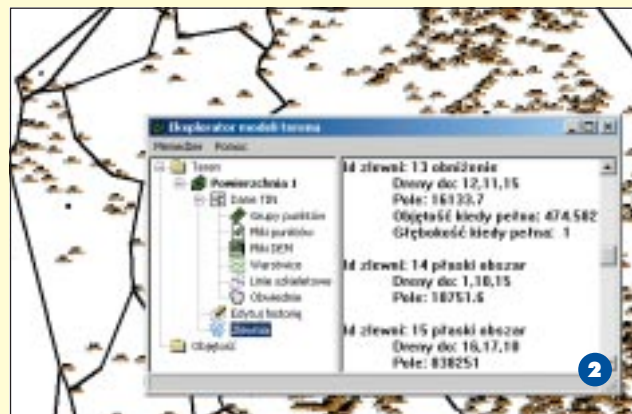 Eksplorator modeli terenu
Menedżer Pomoc
Teren
Powierzchnia 1
Dane TIN
Grupy punktów
Pliki punktów
Pliki DEM
Warstwice
Linie szkieletowe
Obwiednie
Edytuj historię
Zlewnie
Objętość
Id zlewni: 13 obniżenie
Dreny do: 12,11,15
Pole: 16133.7
Objętość kiedy pełna: 474.582
Głębokość kiedy pełna: 1
Id zlewni: 14 płaski obszar
Dreny do: 1,10,15
Pole: 10751.6
Id zlewni: 15 płaski obszar
Dreny do: 16,17,18
Pole: 838251
2